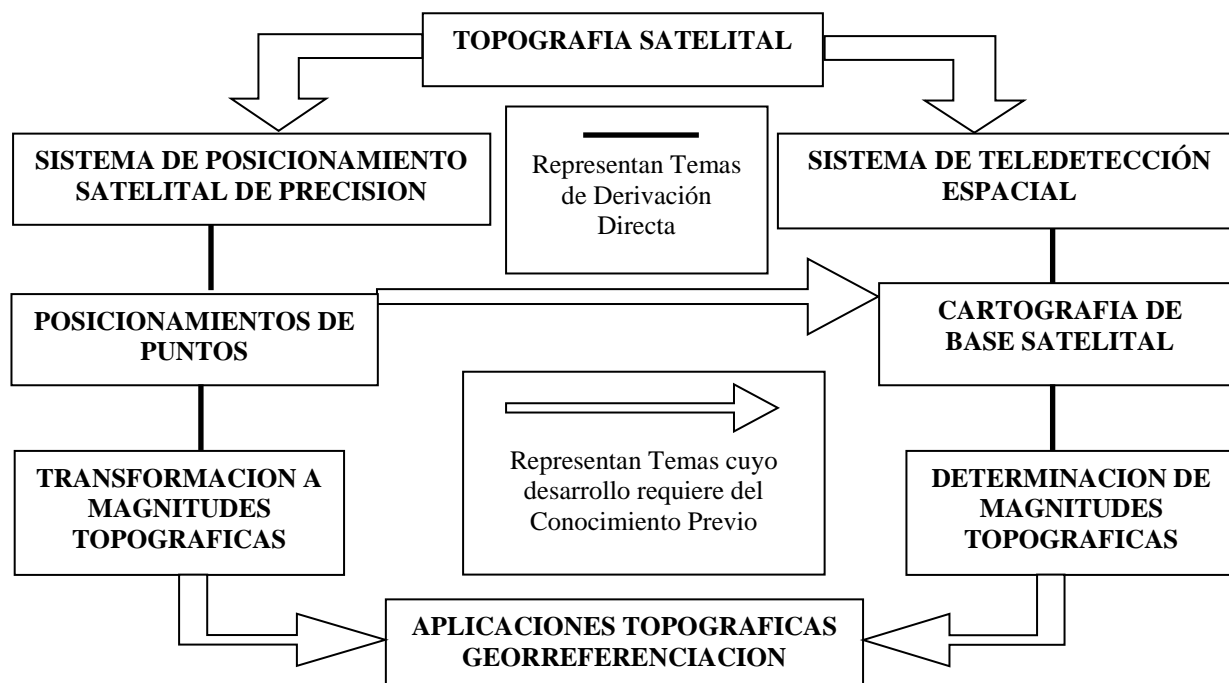 TOPOGRAFIA SATELITAL
SISTEMA DE POSICIONAMIENTO
SATELITAL DE PRECISION
Representan Temas
de Derivación
Directa
SISTEMA DE TELEDETECCIÓN
ESPACIAL
POSICIONAMIENTOS DE
PUNTOS
CARTOGRAFIA DE
BASE SATELITAL
Representan Temas cuyo
desarrollo requiere del
Conocimiento Previo
TRANSFORMACION A
MAGNITUDES
TOPOGRAFICAS
DETERMINACION DE
MAGNITUDES
TOPOGRAFICAS
APLICACIONES TOPOGRAFICAS
GEORREFERENCIACION